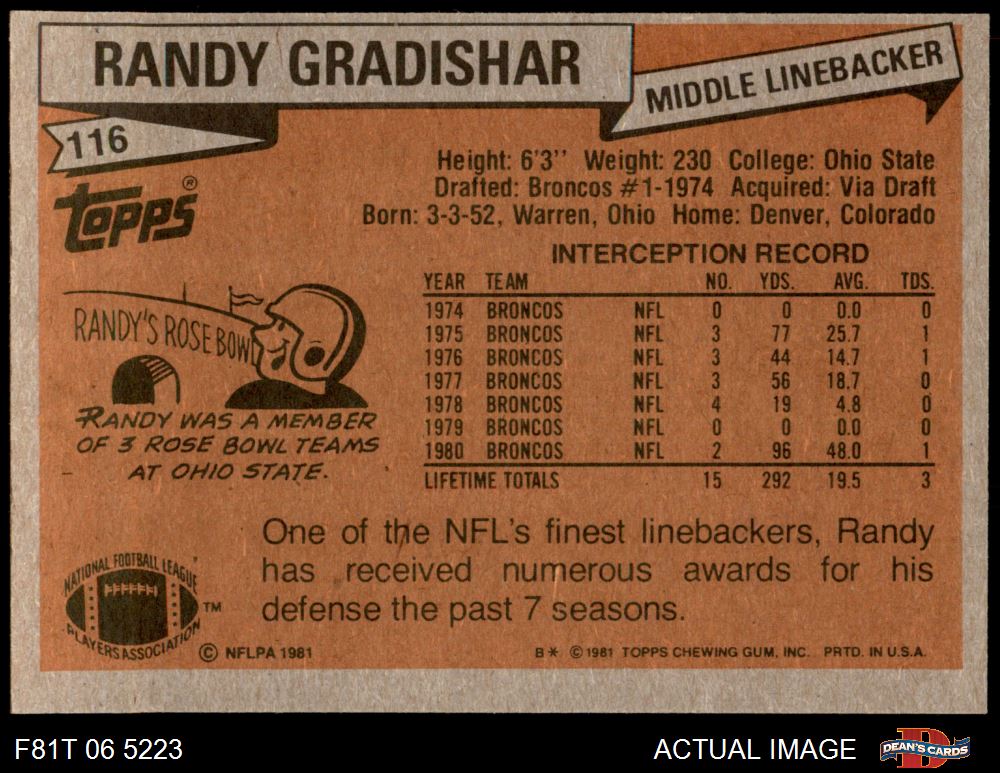 RANDY GRADISHAR
MIDDLE LINEBACKER
116
Topps®
Height: 6'3'' Weight: 230 College: Ohio State
Drafted: Broncos #1-1974 Acquired: Via Draft
Born: 3-3-52, Warren, Ohio Home: Denver, Colorado
INTERCEPTION RECORD
YEAR TEAM NO. YDS. AVG. TDS.
1974 BRONCOS NFL 0 0 0.0 0
1975 BRONCOS NFL 3 77 25.7 1
1976 BRONCOS NFL 3 44 14.7 1
1977 BRONCOS NFL 3 56 18.7 0
1978 BRONCOS NFL 4 19 4.8 0
1979 BRONCOS NFL 0 0 0.0 0
1980 BRONCOS NFL 2 96 48.0 1
LIFETIME TOTALS 15 292 19.5 3
RANDY'S ROSE BOWL
RANDY WAS A MEMBER
OF 3 ROSE BOWL TEAMS
AT OHIO STATE.
One of the NFL's finest linebackers, Randy
has received numerous awards for his
defense the past 7 seasons.
NATIONAL FOOTBALL LEAGUE
PLAYERS ASSOCIATION
TM
© NFLPA 1981
B* © 1981 TOPPS CHEWING GUM, INC. PRTD. IN U.S.A.
F81T 06 5223
ACTUAL IMAGE
D
DEAN'S CARDS